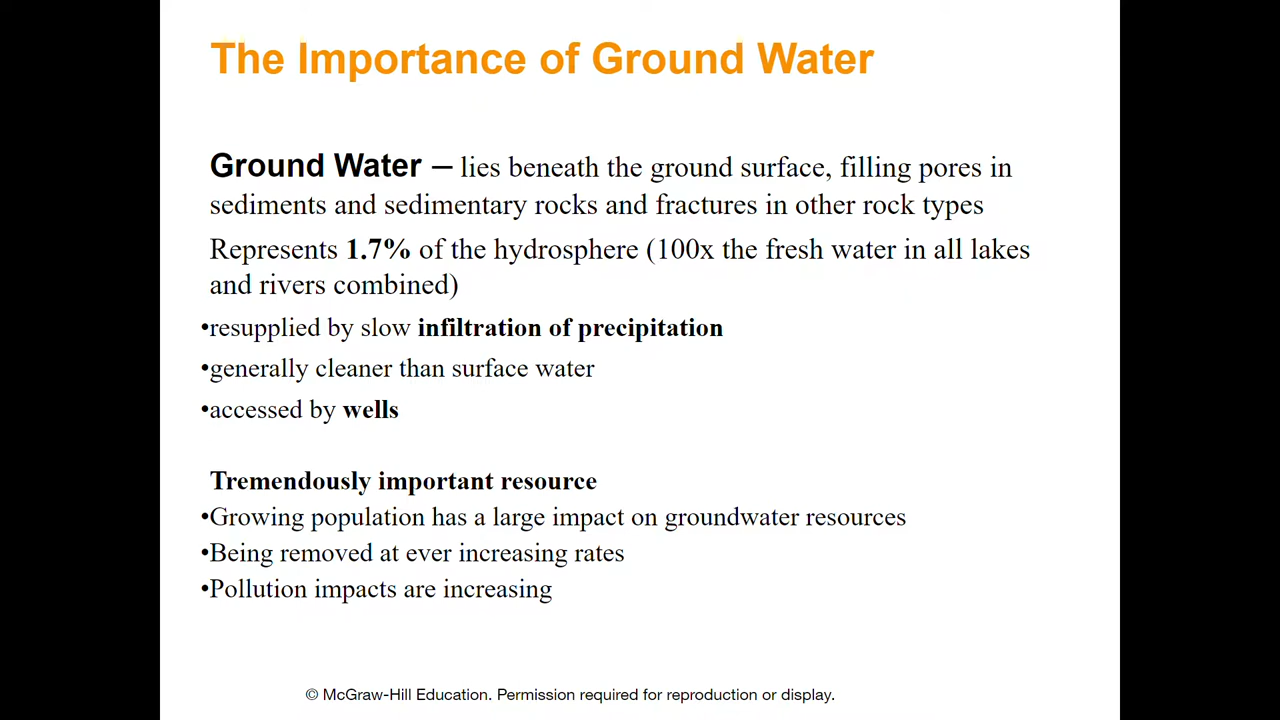 The Importance of Ground Water
Ground Water – lies beneath the ground surface, filling pores in
sediments and sedimentary rocks and fractures in other rock types
Represents 1.7% of the hydrosphere (100x the fresh water in all lakes
and rivers combined)
•resupplied by slow infiltration of precipitation
•generally cleaner than surface water
•accessed by wells
Tremendously important resource
•Growing population has a large impact on groundwater resources
•Being removed at ever increasing rates
•Pollution impacts are increasing
© McGraw-Hill Education. Permission required for reproduction or display.